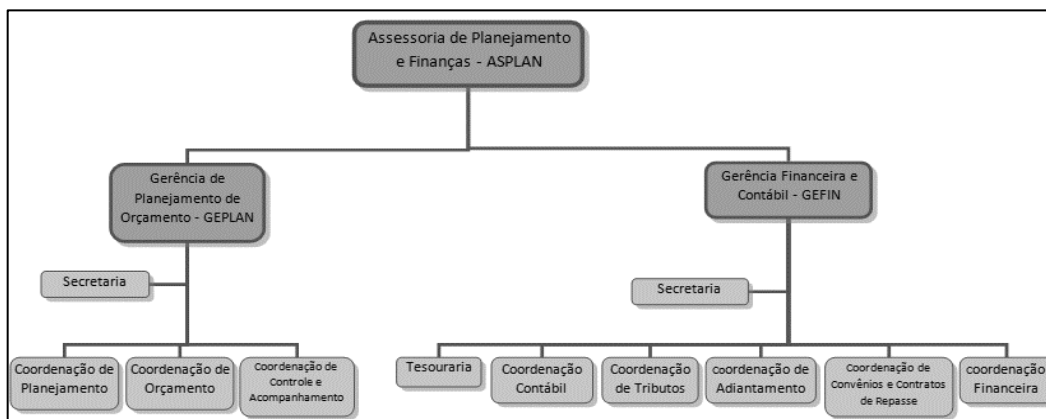 Assessoria de Planejamento
e Finanças - ASPLAN
Gerência de
Planejamento de
Orçamento - GEPLAN
Gerência Financeira e
Contábil - GEFIN
Secretaria
Secretaria
Coordenação de
Planejamento
Coordenação de
Orçamento
Coordenação de
Controle e
Acompanhamento
Tesouraria
Coordenação
Contábil
Coordenação
de Tributos
coordenação de
Adiantamento
Coordenação de
Convênios e Contratos
de Repasse
coordenação
Financeira